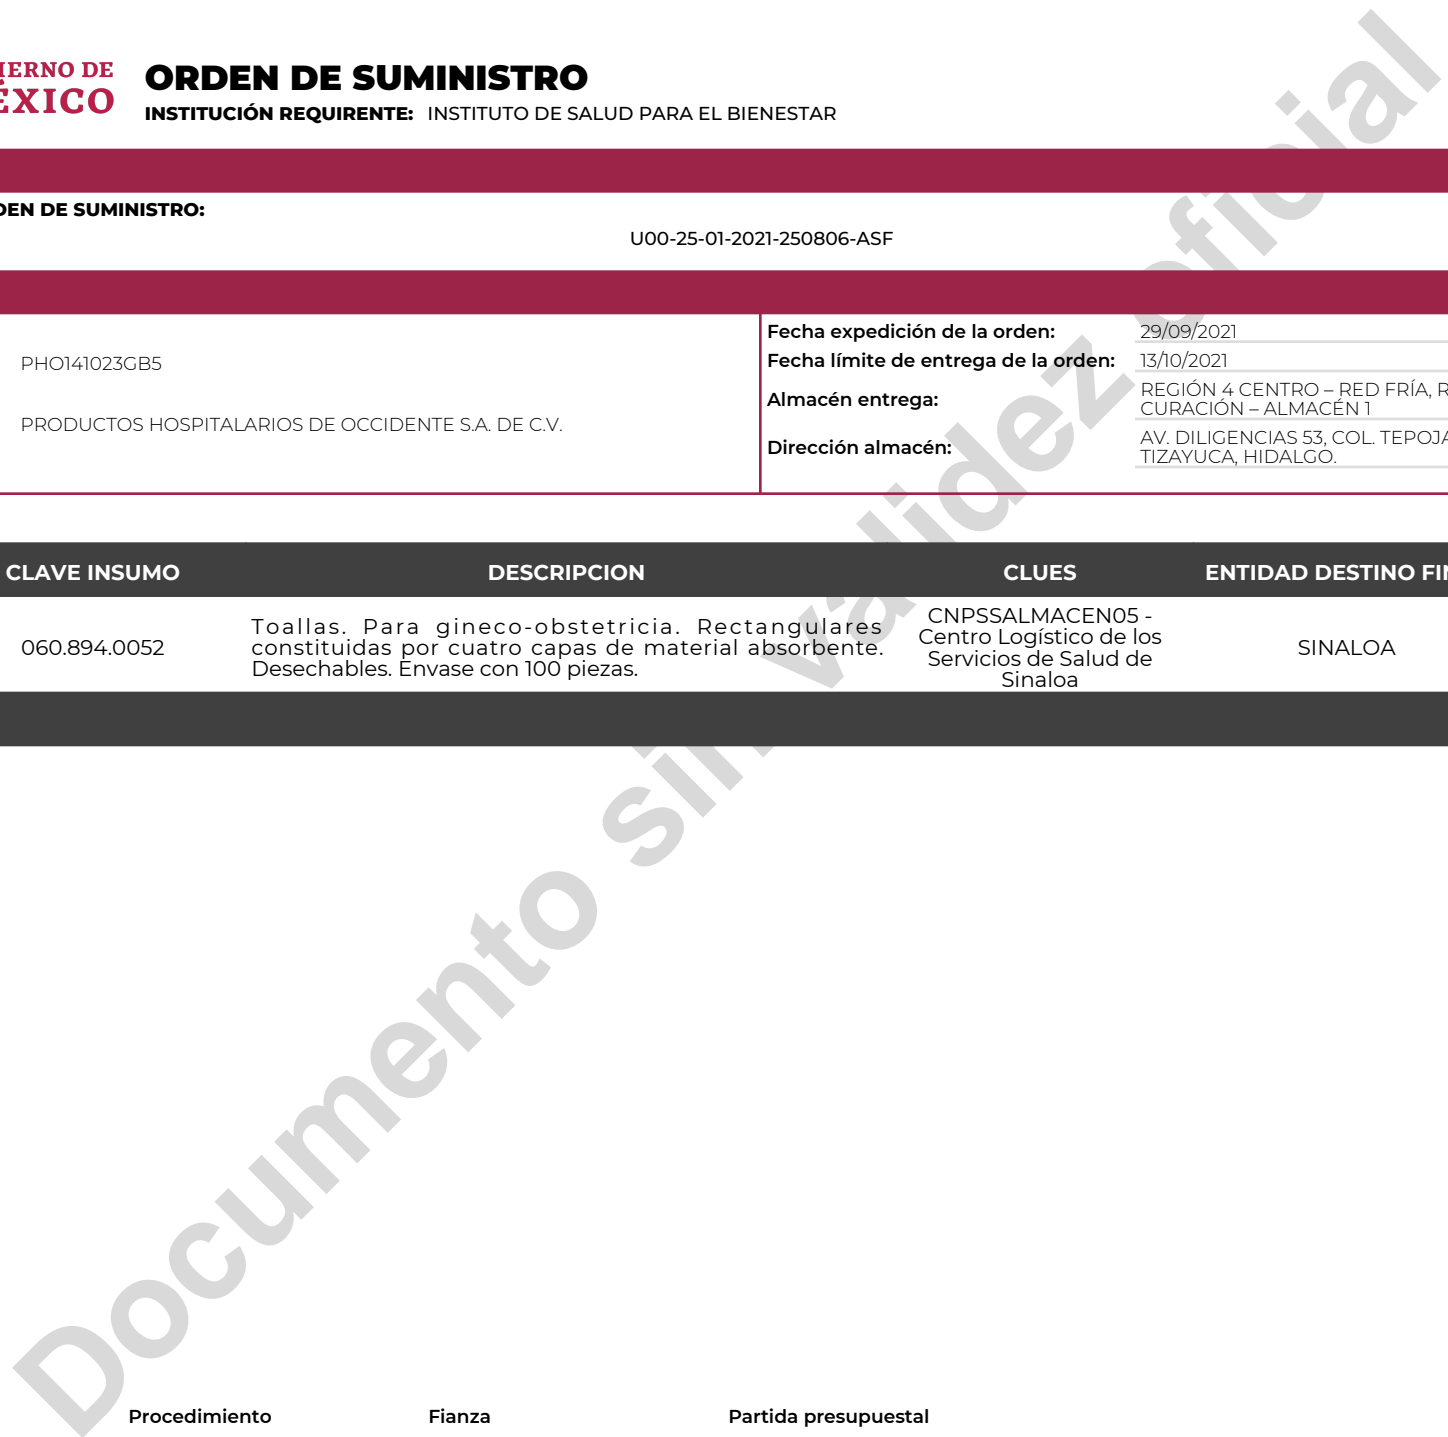 IERNO DE
ÉXICO
ORDEN DE SUMINISTRO
INSTITUCIÓN REQUIRENTE: INSTITUTO DE SALUD PARA EL BIENESTAR
DEN DE SUMINISTRO:
U00-25-01-2021-250806-ASF
PHO141023GB5
PRODUCTOS HOSPITALARIOS DE OCCIDENTE S.A. DE C.V.
Fecha expedición de la orden: 29/09/2021
Fecha límite de entrega de la orden: 13/10/2021
Almacén entrega: REGIÓN 4 CENTRO – RED FRÍA, R
CURACIÓN – ALMACÉN 1
Dirección almacén: AV. DILIGENCIAS 53, COL. TEPOJA
TIZAYUCA, HIDALGO.
CLAVE INSUMO DESCRIPCION CLUES ENTIDAD DESTINO FIN
060.894.0052
Toallas. Para gineco-obstetricia. Rectangulares
constituidas por cuatro capas de material absorbente.
Desechables. Envase con 100 piezas.
CNPSSALMACEN05 -
Centro Logístico de los
Servicios de Salud de
Sinaloa
SINALOA
Documento sin validez oficial
Procedimiento Fianza Partida presupuestal